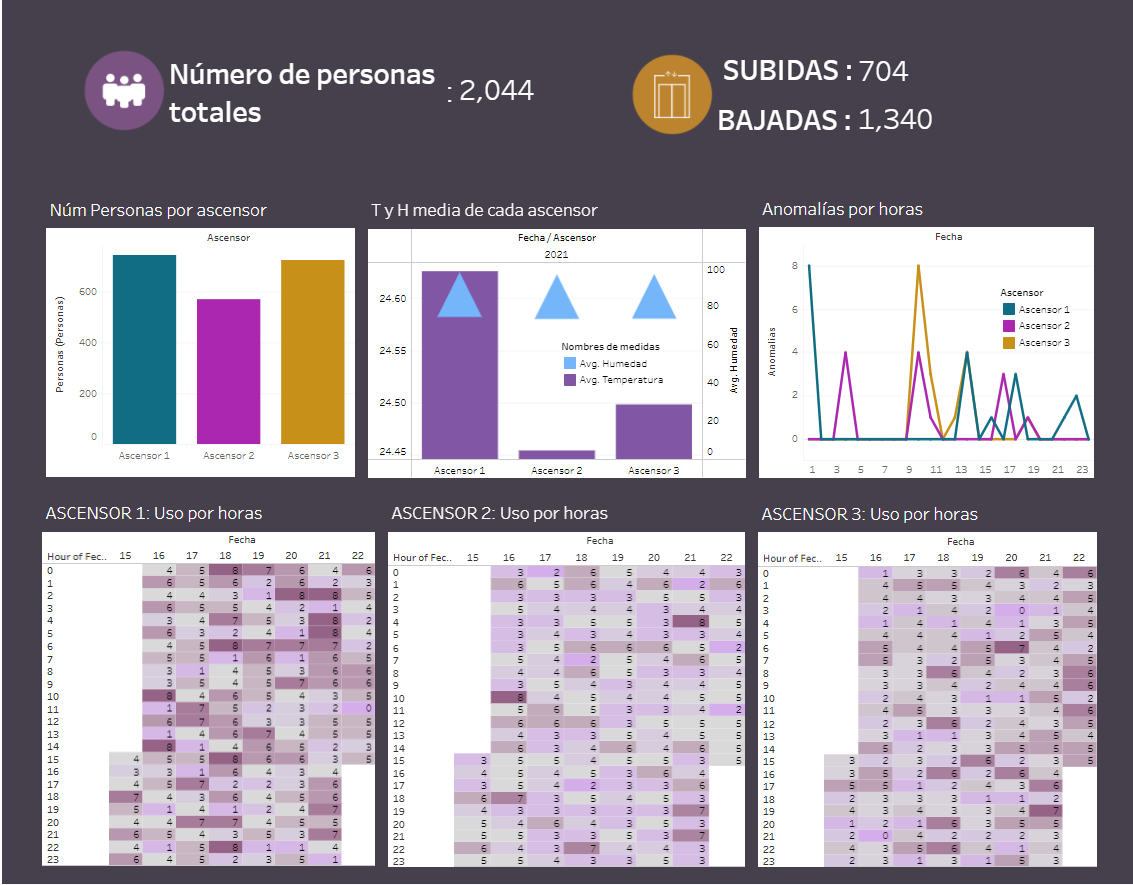 Número de personas
totales
: 2,044
SUBIDAS : 704
BAJADAS : 1,340
Núm Personas por ascensor
Ascensor
Personas (Personas)
600
400
200
0
Ascensor 1 Ascensor 2 Ascensor 3
T y H media de cada ascensor
Fecha / Ascensor
2021
24.60
24.55
24.50
24.45
100
80
60
40
20
0
Avg. Humedad
Nombres de medidas
Avg. Humedad
Avg. Temperatura
Ascensor 1 Ascensor 2 Ascensor 3
Anomalías por horas
Fecha
Anomalias
8
6
4
2
0
Ascensor
Ascensor 1
Ascensor 2
Ascensor 3
1 3 5 7 9 11 13 15 17 19 21 23
ASCENSOR 1: Uso por horas
Fecha
Hour of Fec.. 15 16 17 18 19 20 21 22
0 4 5 8 7 6 4 6
1 6 5 6 2 6 2 3
2 4 4 3 1 8 8 5
3 6 5 5 4 2 1 4
4 3 4 7 5 3 8 2
5 6 3 2 4 1 8 4
6 4 5 8 7 7 7 2
7 5 5 1 6 1 6 5
8 3 1 4 5 3 6 6
9 3 5 4 5 7 6 6
10 8 4 6 5 4 5 5
11 1 7 5 2 3 2 0
12 6 7 6 3 3 5 5
13 1 4 6 7 4 5 5
14 8 1 4 6 5 2 3
15 4 5 5 8 6 6 3 5
16 3 3 1 6 4 3 4
17 4 5 7 2 2 3 6
18 7 4 3 6 4 5 6
19 5 1 4 1 2 4 7
20 4 4 7 7 4 5 5
21 6 5 4 3 5 3 7
22 4 1 5 8 1 1 3
23 6 4 5 2 3 5 1
ASCENSOR 2: Uso por horas
Fecha
Hour of Fec.. 15 16 17 18 19 20 21 22
0 3 2 6 5 4 4 3
1 6 5 6 4 6 2 6
2 3 3 3 3 5 5 3
3 5 4 4 4 3 4 4
4 3 3 5 5 3 8 5
5 4 4 4 5 3 3 4
6 3 5 6 6 6 5 2
7 5 4 2 5 4 6 5
8 4 4 6 5 3 4 5
9 3 5 4 3 4 4 5
10 8 4 5 4 4 5 5
11 5 6 5 3 4 4 2
12 6 6 6 3 5 5 5
13 4 3 3 5 4 5 5
14 6 3 4 6 4 6 5
15 3 5 4 5 4 3 3 5
16 4 5 4 5 3 4 4
17 3 5 4 2 3 3 6
18 6 7 3 5 4 5 3
19 3 4 3 3 3 3 7
20 5 4 6 4 3 5 3
21 5 5 3 3 3 5 7
22 6 4 3 7 4 4 3
23 5 5 4 3 3 5 3
ASCENSOR 3: Uso por horas
Fecha
Hour of Fec.. 15 16 17 18 19 20 21 22
0 1 3 3 2 6 4 6
1 4 5 5 4 3 2 3
2 4 4 3 3 4 4 5
3 2 1 4 2 0 1 4
4 4 1 4 2 1 3 5
5 4 4 4 1 2 5 4
6 5 4 4 5 7 4 2
7 5 3 2 5 3 4 5
8 3 3 6 4 2 3 6
9 3 3 4 2 4 4 6
10 2 4 3 1 1 5 2
11 4 5 3 3 3 4 6
12 2 3 6 2 3 4 5
13 3 1 1 3 4 5 4
14 5 2 3 3 5 5 5
15 3 2 3 2 6 2 3 5
16 3 5 2 6 2 6 4
17 5 5 1 2 4 3 6
18 2 3 3 3 1 1 2
19 4 3 5 3 2 4 7
20 1 2 1 6 3 5 5
21 2 0 4 2 2 2 3
22 4 3 5 6 4 1 4
23 2 3 1 3 1 5 3